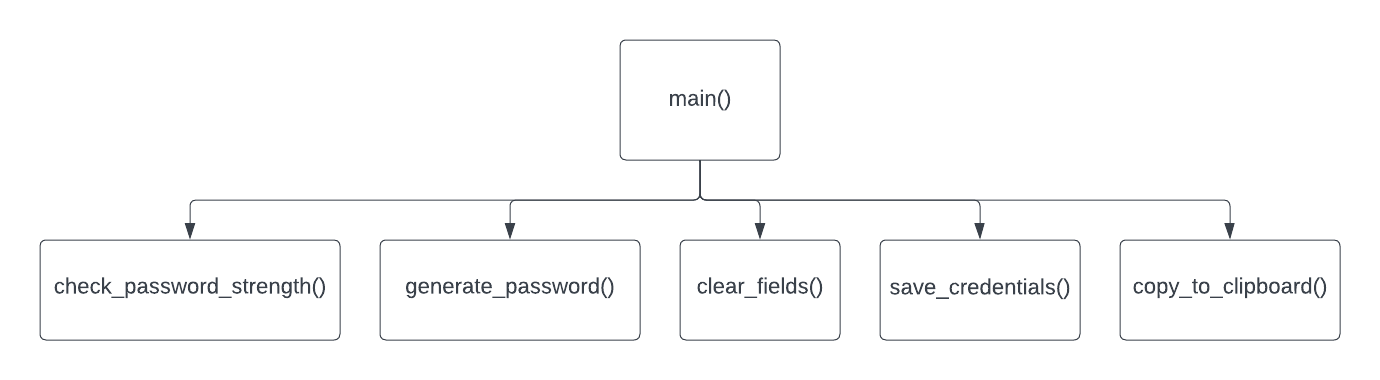 main()
check_password_strength()
generate_password()
clear_fields()
save_credentials()
copy_to_clipboard()